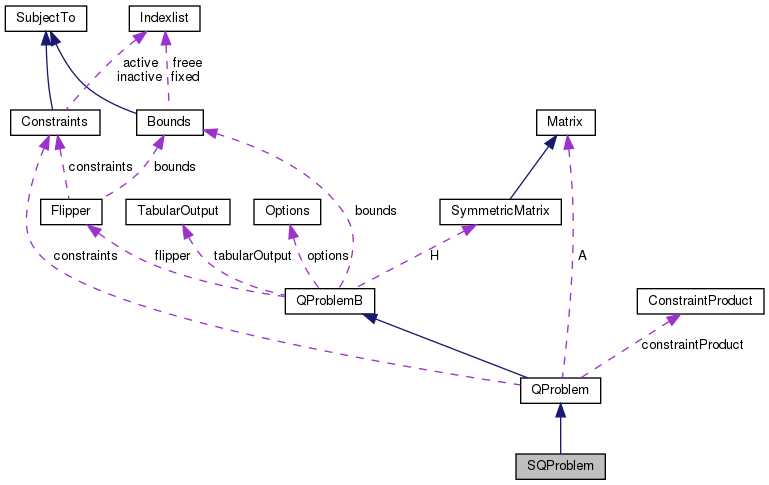 SubjectTo
Indexlist
active
inactive
freee
fixed
Constraints
Bounds
Matrix
constraints
bounds
Flipper
TabularOutput
Options
SymmetricMatrix
bounds
constraints
flipper
tabularOutput
options
H
A
QProblemB
ConstraintProduct
constraintProduct
QProblem
SQProblem